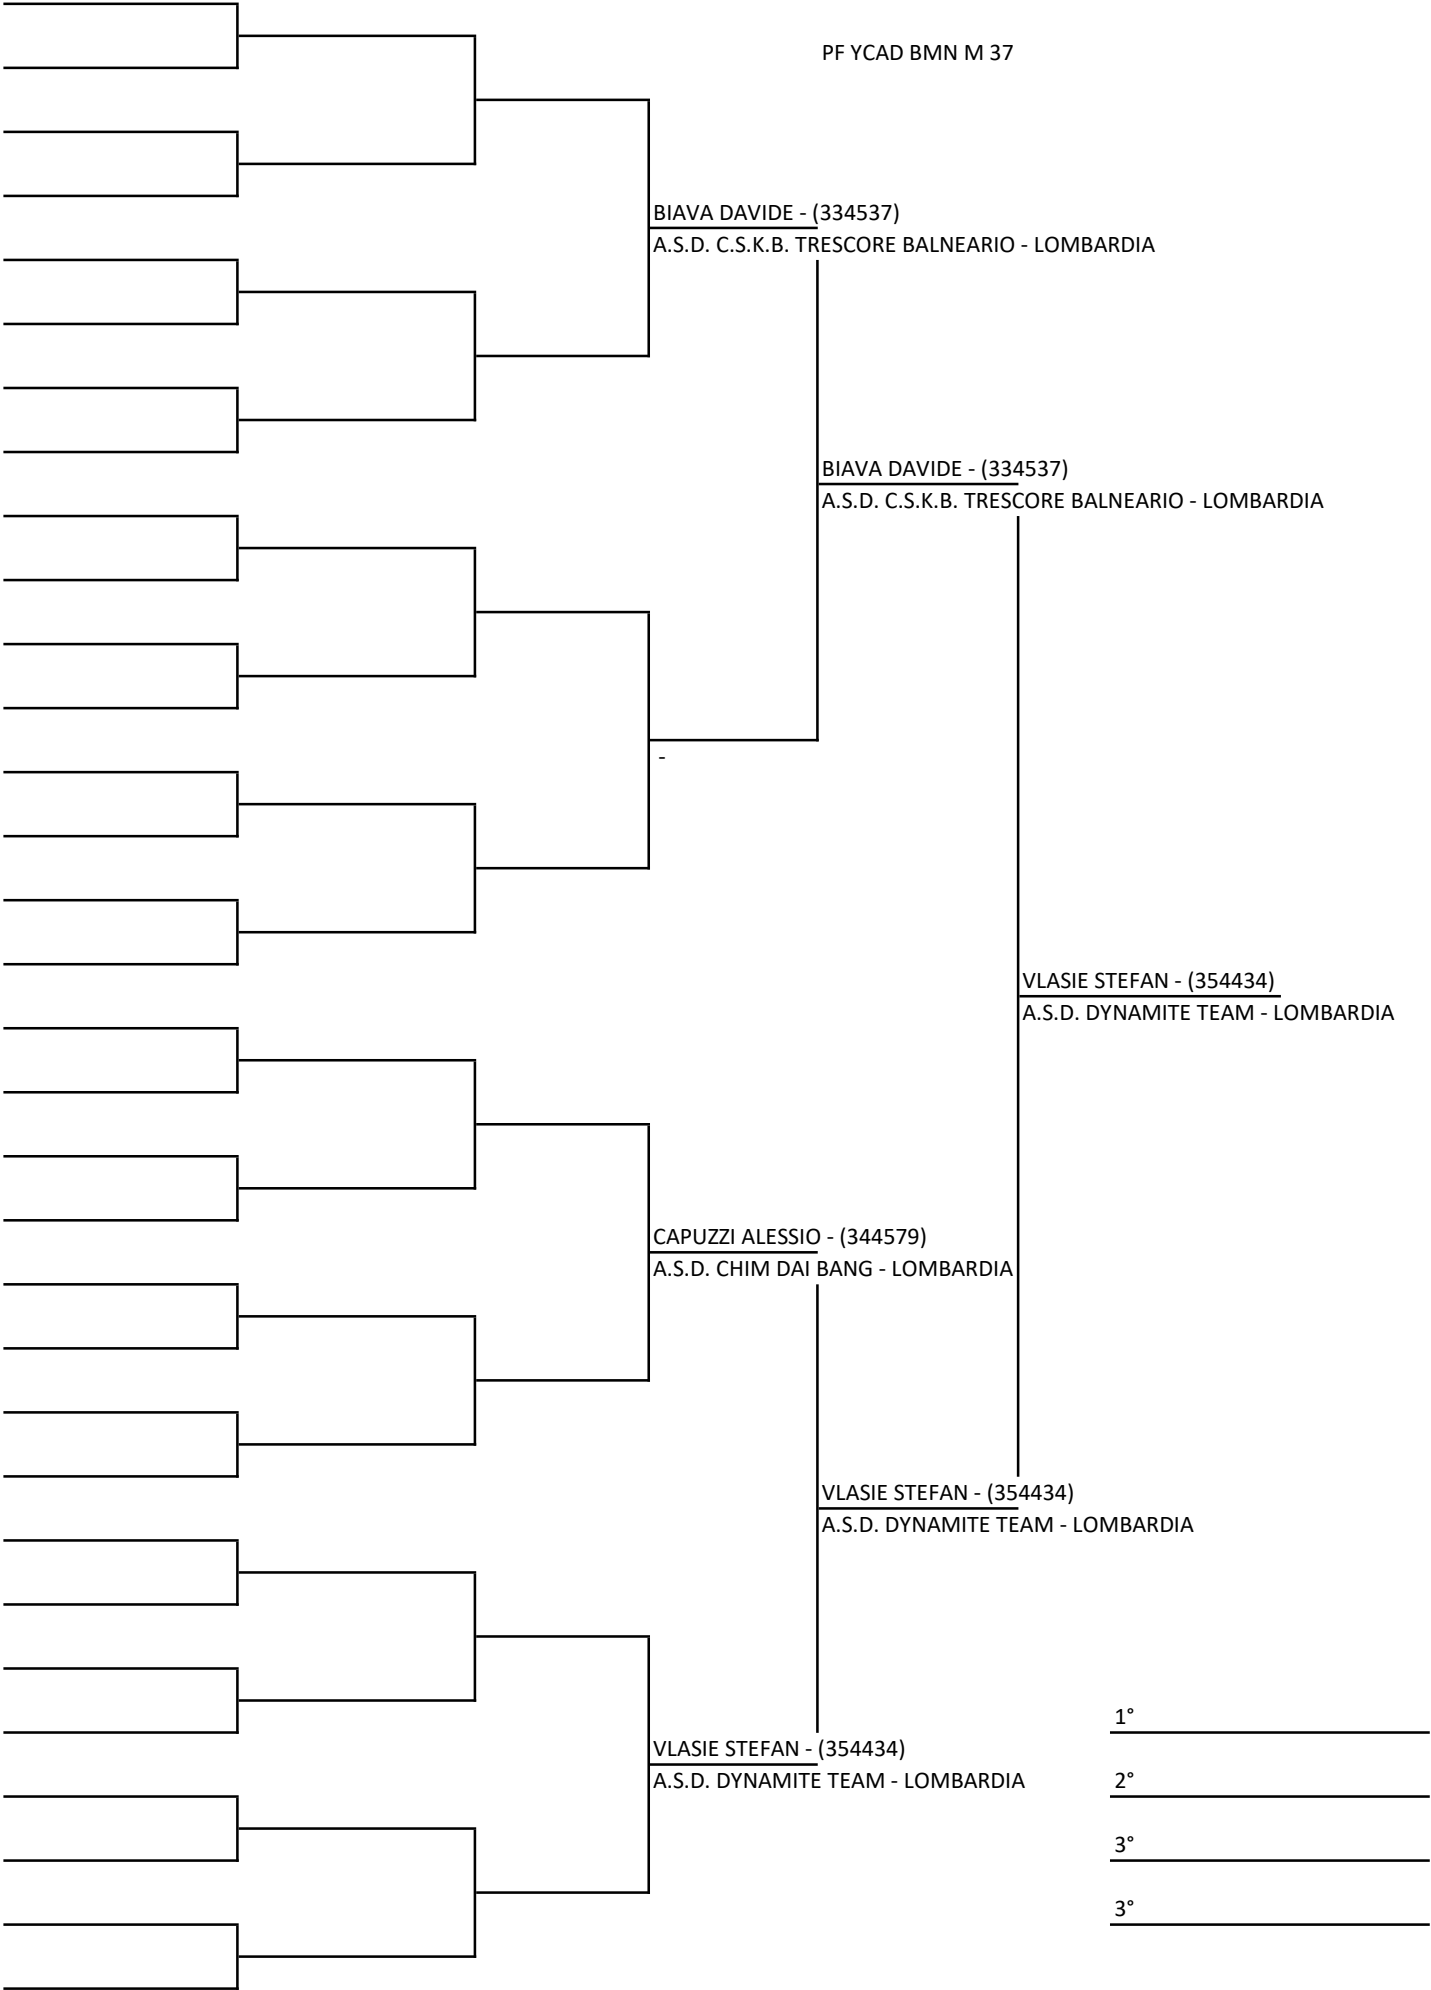 PF YCAD BMN M 37
BIAVA DAVIDE - (334537)
A.S.D. C.S.K.B. TRESCORE BALNEARIO - LOMBARDIA
BIAVA DAVIDE - (334537)
A.S.D. C.S.K.B. TRESCORE BALNEARIO - LOMBARDIA
-
VLASIE STEFAN - (354434)
A.S.D. DYNAMITE TEAM - LOMBARDIA
CAPUZZI ALESSIO - (344579)
A.S.D. CHIM DAI BANG - LOMBARDIA
VLASIE STEFAN - (354434)
A.S.D. DYNAMITE TEAM - LOMBARDIA
VLASIE STEFAN - (354434)
A.S.D. DYNAMITE TEAM - LOMBARDIA
1°
2°
3°
3°